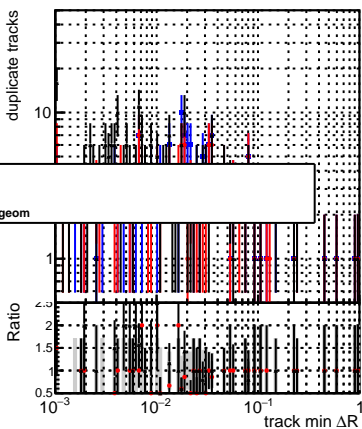 duplicate tracks
10
geom
1
Ratio
2.5
2
1.5
1
0.5
10⁻³
10⁻²
10⁻¹
1
track min ΔR